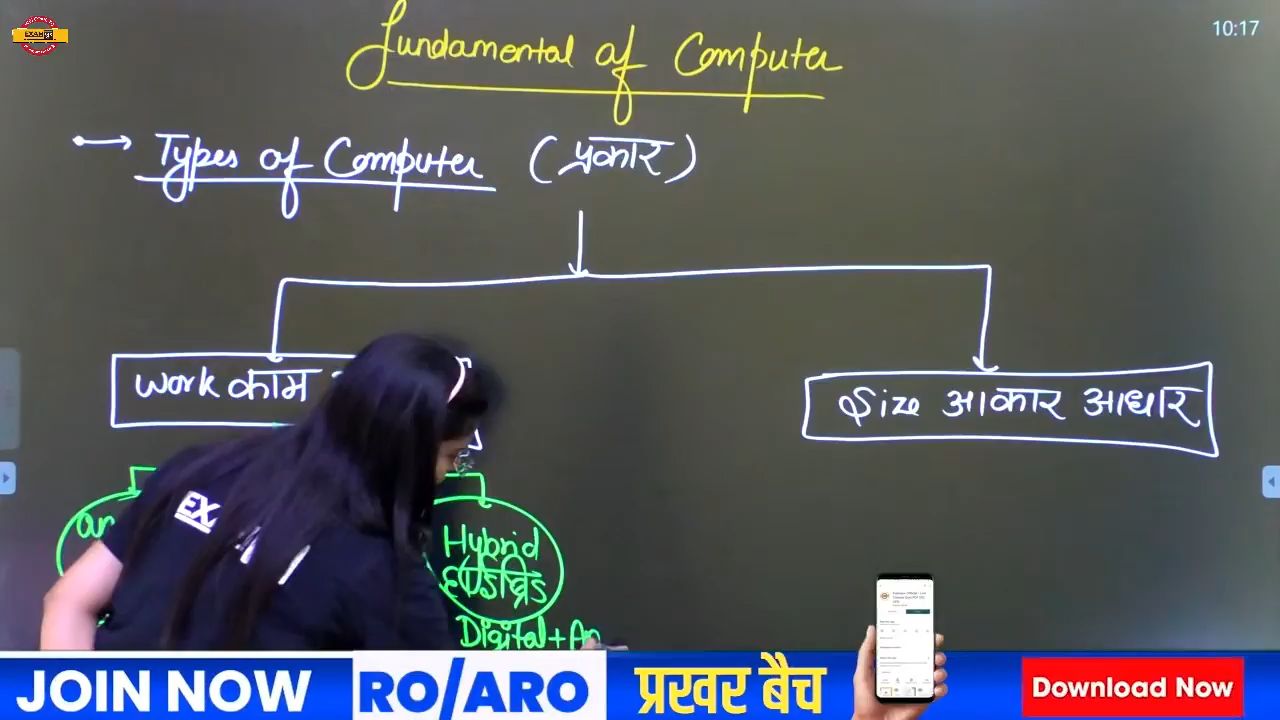 10:17
Fundamental of Computer
Types of Computer (प्रकार)
Work काम
Size आकार आधार
Hybrid
Digital + An
EX
JOIN NOW RO/ARO प्रखर बैच Download Now